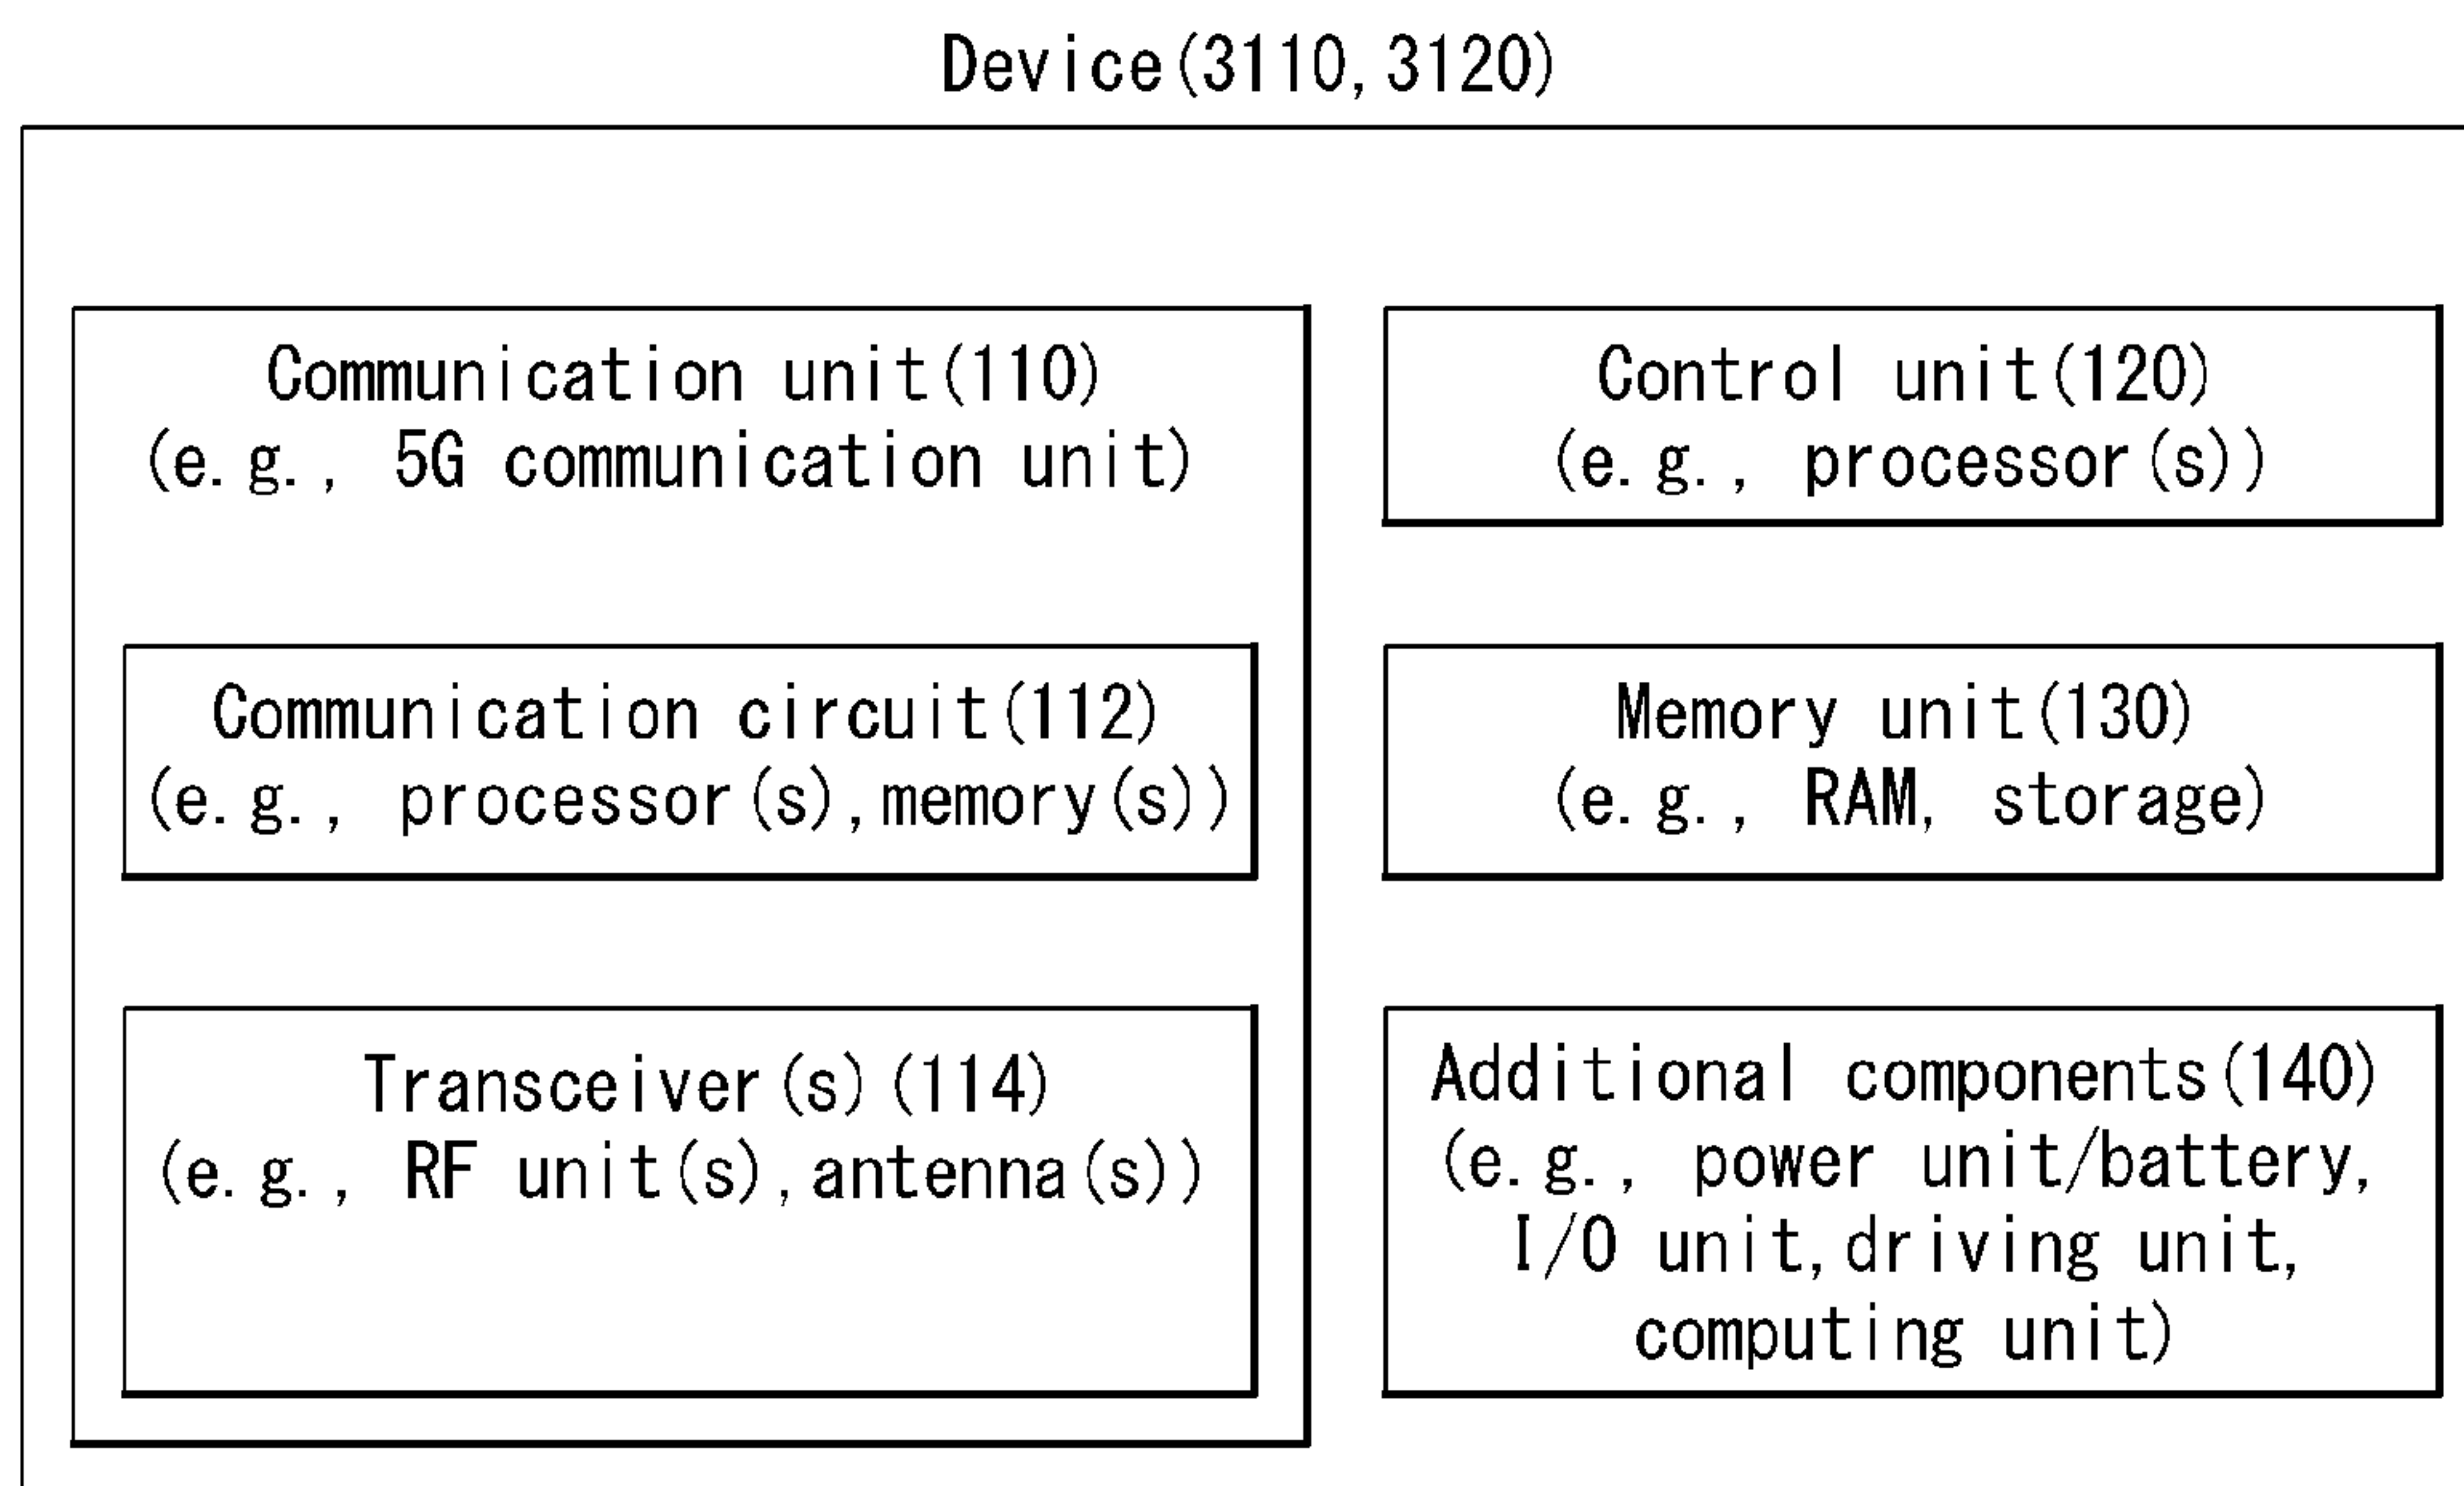 Device(3110,3120)
Communication unit(110)
(e.g., 5G communication unit)
Communication circuit(112)
(e.g., processor(s),memory(s))
Transceiver(s)(114)
(e.g., RF unit(s),antenna(s))
Control unit(120)
(e.g., processor(s))
Memory unit(130)
(e.g., RAM, storage)
Additional components(140)
(e.g., power unit/battery,
I/O unit,driving unit,
computing unit)